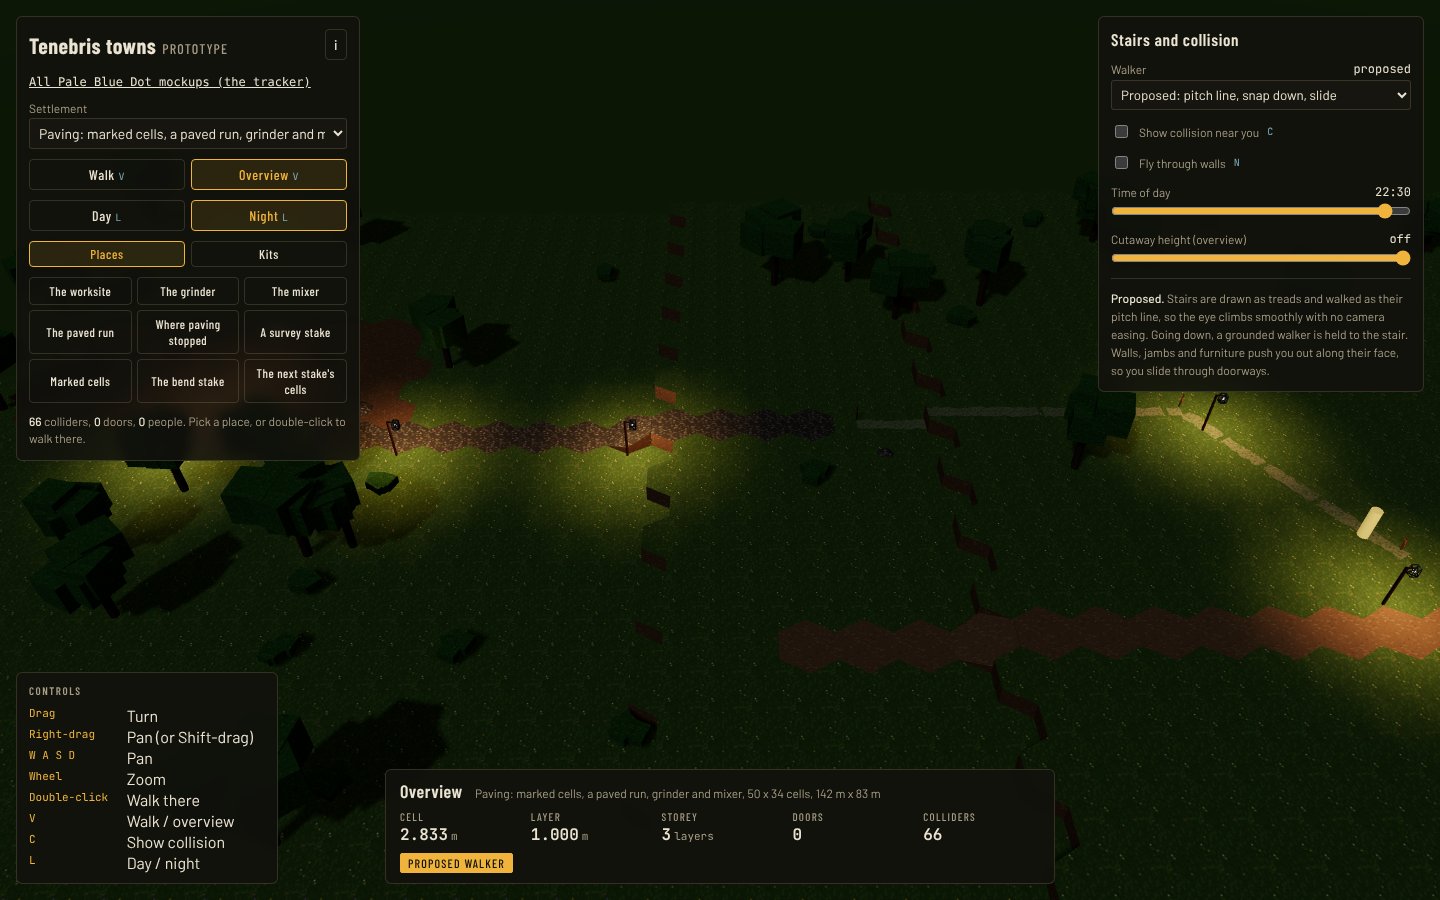 Tenebris towns PROTOTYPE
i
All Pale Blue Dot mockups (the tracker)
Settlement
Paving: marked cells, a paved run, grinder and m
Walk V
Overview V
Day L
Night L
Places
Kits
The worksite
The grinder
The mixer
The paved run
Where paving stopped
A survey stake
Marked cells
The bend stake
The next stake's cells
66 colliders, 0 doors, 0 people. Pick a place, or double-click to
walk there.
Stairs and collision
Walker proposed
Proposed: pitch line, snap down, slide
Show collision near you C
Fly through walls N
Time of day 22:30
Cutaway height (overview) off
Proposed. Stairs are drawn as treads and walked as their
pitch line, so the eye climbs smoothly with no camera
easing. Going down, a grounded walker is held to the stair.
Walls, jambs and furniture push you out along their face,
so you slide through doorways.
CONTROLS
Drag Turn
Right-drag Pan (or Shift-drag)
W A S D Pan
Wheel Zoom
Double-click Walk there
V Walk / overview
C Show collision
L Day / night
Overview Paving: marked cells, a paved run, grinder and mixer, 50 x 34 cells, 142 m x 83 m
CELL LAYER STOREY DOORS COLLIDERS
2.833 m 1.000 m 3 layers 0 66
PROPOSED WALKER